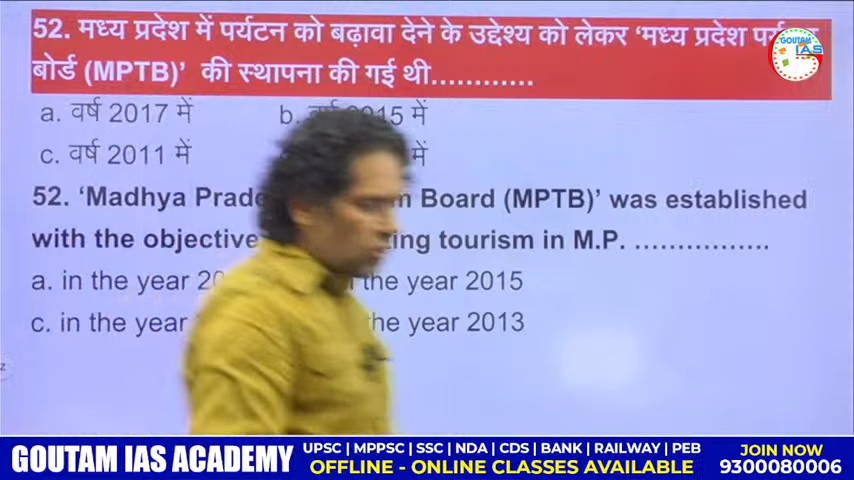 52. मध्य प्रदेश में पर्यटन को बढ़ावा देने के उद्देश्य को लेकर 'मध्य प्रदेश
बोर्ड (MPTB)' की स्थापना की गई थी............
a. वर्ष 2017 में b. 2015 में
c. वर्ष 2011 में में
52. 'Madhya Board (MPTB)' was established
with the objective tourism in M.P. ................
a. in the year the year 2015
c. in the year the year 2013
GOUTAM
IAS
GOUTAM IAS ACADEMY
UPSC | MPPSC | SSC | NDA | CDS | BANK | RAILWAY | PEB
OFFLINE - ONLINE CLASSES AVAILABLE
JOIN NOW
9300080006